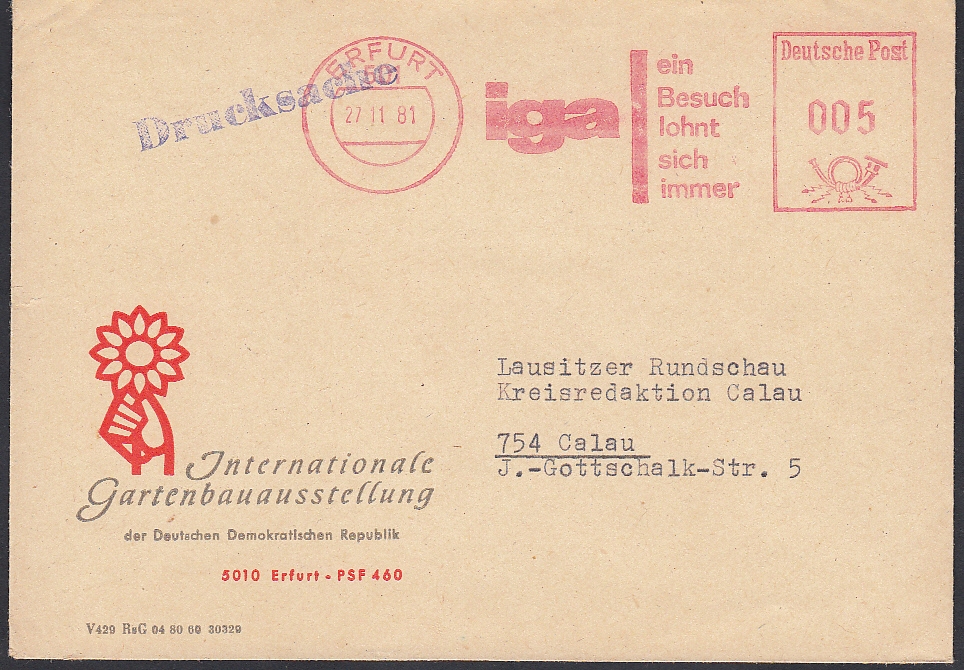 Drucksache
ERFURT
501
27 11 81
iga
ein
Besuch
lohnt
sich
immer
Deutsche Post
005
Lausitzer Rundschau
Kreisredaktion Calau
754 Calau
J.-Gottschalk-Str. 5
Internationale
Gartenbauausstellung
der Deutschen Demokratischen Republik
5010 Erfurt - PSF 460
V429 RsG 04 80 60 30329